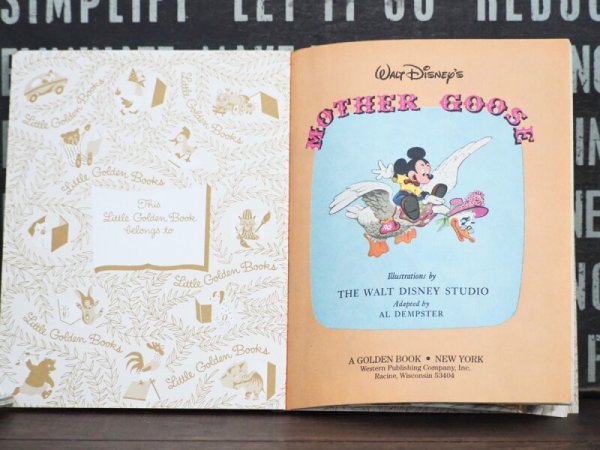 SIMPLIFY LET IT GO
Little Golden Books
Little Golden Books
Little Golden Books
This
Little Golden Book
belongs to
Little Golden Books
Little Golden Books
Little Golden Books
WALT DISNEY'S
MOTHER GOOSE
Illustrations by
THE WALT DISNEY STUDIO
Adapted by
AL DEMPSTER
A GOLDEN BOOK • NEW YORK
Western Publishing Company, Inc.
Racine, Wisconsin 53404